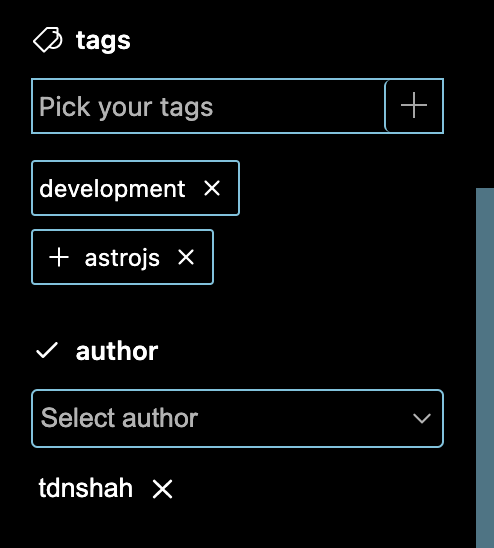 tags
Pick your tags
development
astrojs
author
Select author
tdnshah